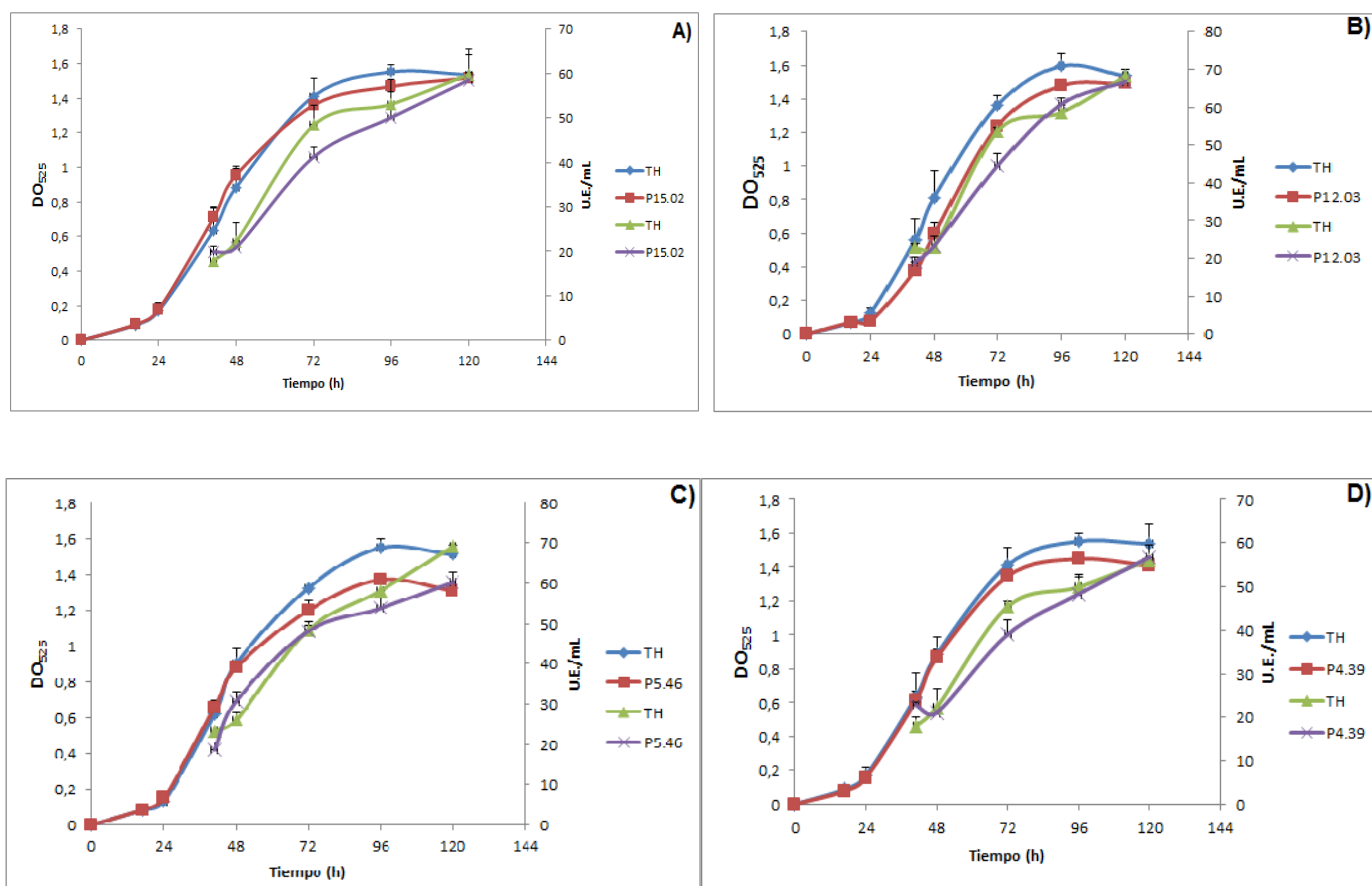 A)
DO525
1,8
1,6
1,4
1,2
1
0,8
0,6
0,4
0,2
0
70
60
50
40
30
20
10
0
U.E./mL
0 24 48 72 96 120 144
Tiempo (h)
TH
P15.02
TH
P15.02
B)
DO525
1,8
1,6
1,4
1,2
1
0,8
0,6
0,4
0,2
0
80
70
60
50
40
30
20
10
0
U.E./mL
0 24 48 72 96 120 144
Tiempo (h)
TH
P12.03
TH
P12.03
C)
DO525
1,8
1,6
1,4
1,2
1
0,8
0,6
0,4
0,2
0
80
70
60
50
40
30
20
10
0
U.E./mL
0 24 48 72 96 120 144
Tiempo (h)
TH
P5.46
TH
P5.46
D)
DO525
1,8
1,6
1,4
1,2
1
0,8
0,6
0,4
0,2
0
70
60
50
40
30
20
10
0
U.E./mL
0 24 48 72 96 120 144
Tiempo (h)
TH
P4.39
TH
P4.39